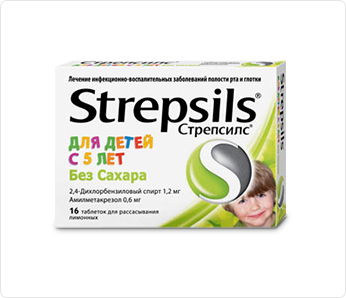 Лечение инфекционно-воспалительных заболеваний полости рта и глотки
Strepsils®
Стрепсилс®
ДЛЯ ДЕТЕЙ
С 5 ЛЕТ
Без Сахара
2,4-Дихлорбензиловый спирт 1,2 мг
Амилметакрезол 0,6 мг
16 таблеток для рассасывания
лимонных